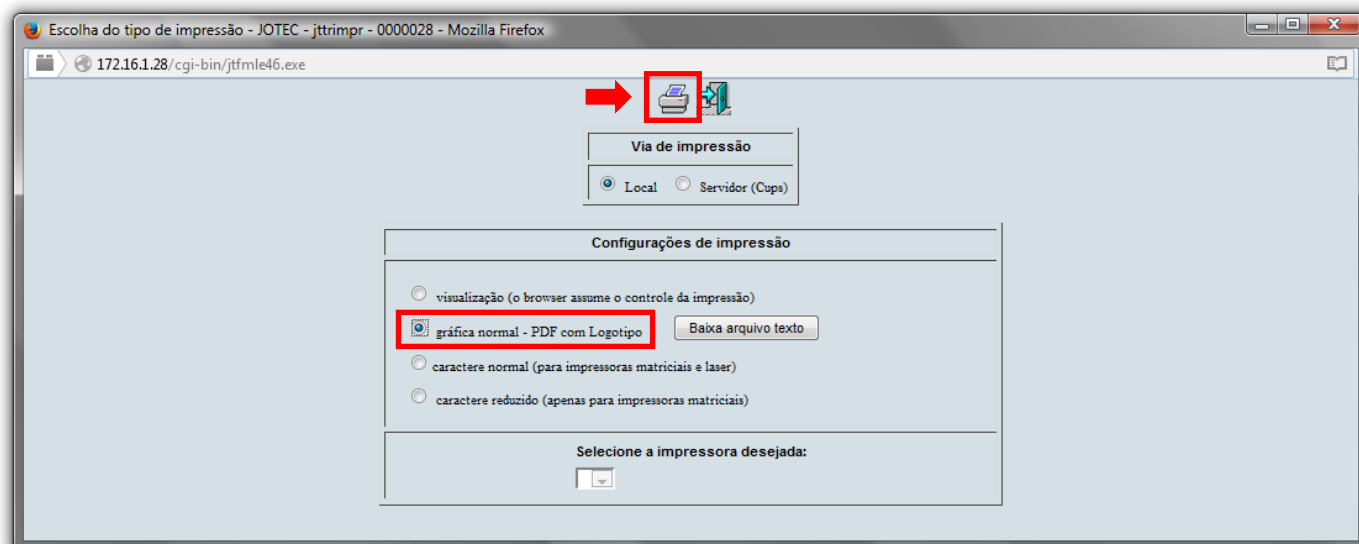 Escolha do tipo de impressão - JOTEC - jttrimpr - 0000028 - Mozilla Firefox
172.16.1.28/cgi-bin/jtfmle46.exe
Via de impressão
Local Servidor (Cups)
Configurações de impressão
visualização (o browser assume o controle da impressão)
gráfica normal - PDF com Logotipo Baixa arquivo texto
caractere normal (para impressoras matriciais e laser)
caractere reduzido (apenas para impressoras matriciais)
Selecione a impressora desejada: